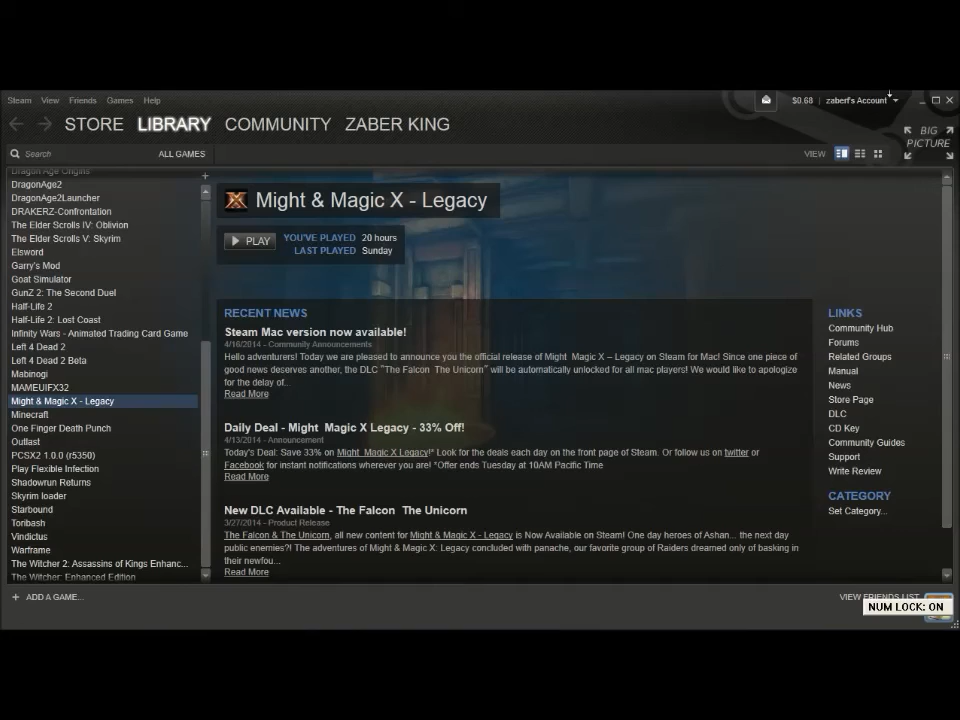 Steam View Friends Games Help
$0.68 | zaberf's Account
STORE LIBRARY COMMUNITY ZABER KING
BIG PICTURE
Search ALL GAMES
VIEW
Dragon Age Origins
DragonAge2
DragonAge2Launcher
DRAKERZ-Confrontation
The Elder Scrolls IV: Oblivion
The Elder Scrolls V: Skyrim
Elsword
Garry's Mod
Goat Simulator
GunZ 2: The Second Duel
Half-Life 2
Half-Life 2: Lost Coast
Infinity Wars - Animated Trading Card Game
Left 4 Dead 2
Left 4 Dead 2 Beta
Mabinogi
MAMEUIFX32
Might & Magic X - Legacy
Minecraft
One Finger Death Punch
Outlast
PCSX2 1.0.0 (r5350)
Play Flexible Infection
Shadowrun Returns
Skyrim loader
Starbound
Toribash
Vindictus
Warframe
The Witcher 2: Assassins of Kings Enhanc...
The Witcher: Enhanced Edition
+ ADD A GAME...
Might & Magic X - Legacy
PLAY
YOU'VE PLAYED 20 hours
LAST PLAYED Sunday
RECENT NEWS
Steam Mac version now available!
4/16/2014 - Community Announcements
Hello adventurers! Today we are pleased to announce you the official release of Might Magic X – Legacy on Steam for Mac! Since one piece of
good news deserves another, the DLC "The Falcon The Unicorn" will be automatically unlocked for all mac players! We would like to apologize
for the delay of..
Read More
Daily Deal - Might Magic X Legacy - 33% Off!
4/13/2014 - Announcement
Today's Deal: Save 33% on Might Magic X Legacy!* Look for the deals each day on the front page of Steam. Or follow us on twitter or
Facebook for instant notifications wherever you are! *Offer ends Tuesday at 10AM Pacific Time
Read More
New DLC Available - The Falcon The Unicorn
3/27/2014 - Product Release
The Falcon & The Unicorn, all new content for Might & Magic X - Legacy is Now Available on Steam! One day heroes of Ashan... the next day
public enemies?! The adventures of Might & Magic X: Legacy concluded with panache, our favorite group of Raiders dreamed only of basking in
their newfou...
Read More
LINKS
Community Hub
Forums
Related Groups
Manual
News
Store Page
DLC
CD Key
Community Guides
Support
Write Review
CATEGORY
Set Category...
VIEW FRIENDS LIST
NUM LOCK: ON